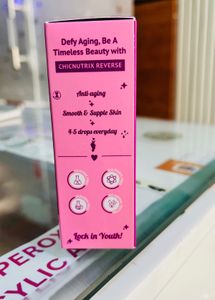 Defy Aging, Be A
Timeless Beauty with
CHICNUTRIX REVERSE
Anti-aging
Smooth & Supple Skin
4-5 drops everyday
Lock in Youth!
PEROX
YLIC A